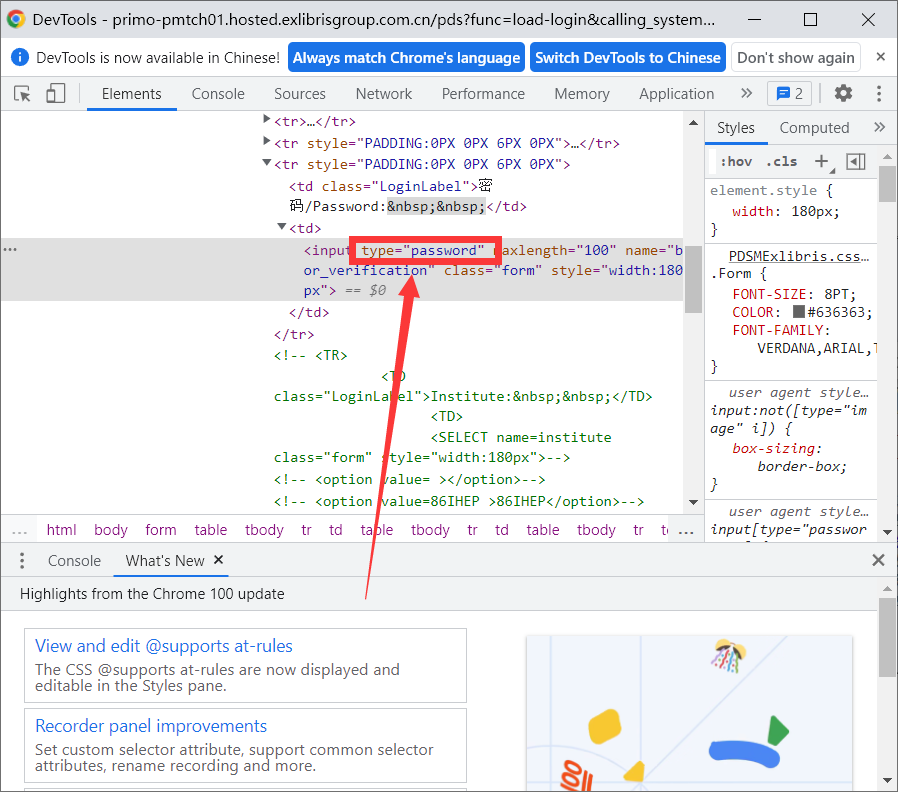 DevTools - primo-pmtch01.hosted.exlibrisgroup.com.cn/pds?func=load-login&calling_system...
DevTools is now available in Chinese! Always match Chrome's language Switch DevTools to Chinese Don't show again
Elements Console Sources Network Performance Memory Application 2
<tr>…</tr>
<tr style="PADDING:0PX 0PX 6PX 0PX">…</tr>
<tr style="PADDING:0PX 0PX 6PX 0PX">
<td class="LoginLabel">密
码/Password:&nbsp;&nbsp;</td>
<td>
<input type="password" maxlength="100" name="b
or_verification" class="form" style="width:180
px"> == $0
</td>
</tr>
<!-- <TR>
<TD
class="LoginLabel">Institute:&nbsp;&nbsp;</TD>
<TD>
<SELECT name=institute
class="form" style="width:180px">-->
<!-- <option value= ></option>-->
<!-- <option value=86IHEP >86IHEP</option>-->
... html body form table tbody tr td table tbody tr td table tbody tr ...
Styles Computed
:hov .cls
element.style {
width: 180px;
}
PDSMExlibris.css…
.Form {
FONT-SIZE: 8PT;
COLOR: #636363;
FONT-FAMILY:
VERDANA,ARIAL,T
}
user agent style…
input:not([type="im
age" i]) {
box-sizing:
border-box;
}
user agent style…
input[type="passwor
Console What's New
Highlights from the Chrome 100 update
View and edit @supports at-rules
The CSS @supports at-rules are now displayed and
editable in the Styles pane.
Recorder panel improvements
Set custom selector attribute, support common selector
attributes, rename recording and more.
100